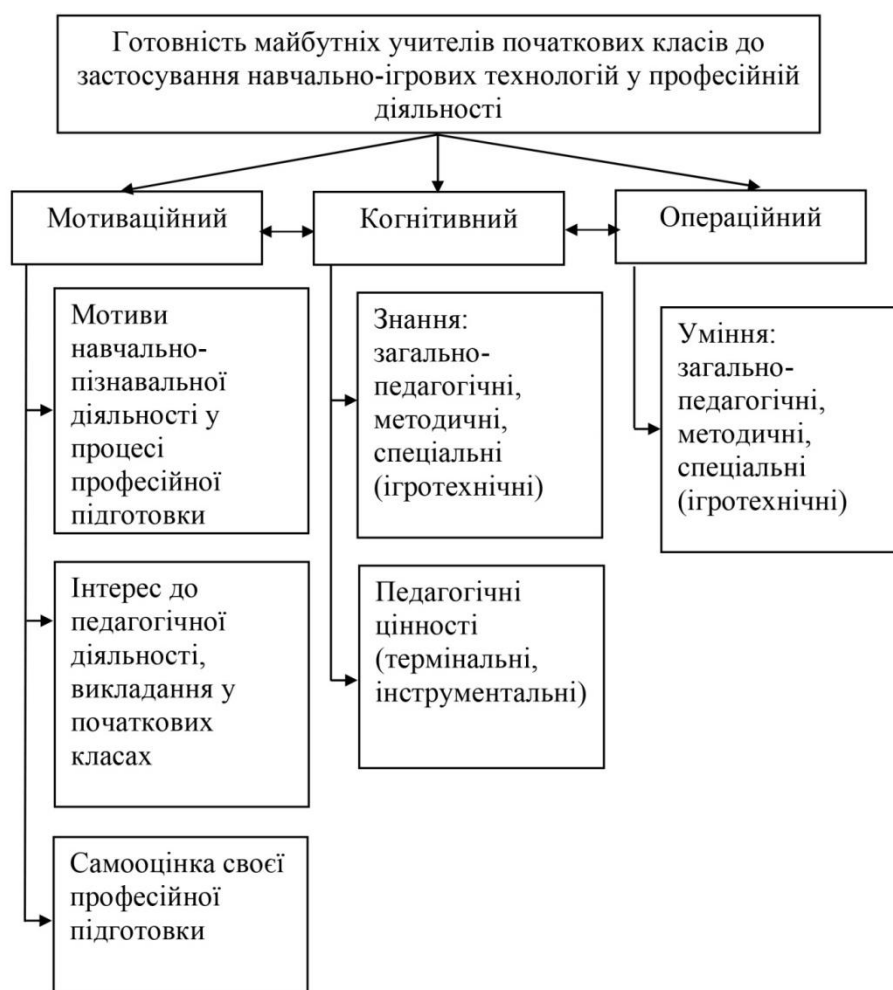 Готовність майбутніх учителів початкових класів до
застосування навчально-ігрових технологій у професійній
діяльності
Мотиваційний
Когнітивний
Операційний
Мотиви
навчально-
пізнавальної
діяльності у
процесі
професійної
підготовки
Інтерес до
педагогічної
діяльності,
викладання у
початкових
класах
Самооцінка своєї
професійної
підготовки
Знання:
загально-
педагогічні,
методичні,
спеціальні
(ігротехнічні)
Педагогічні
цінності
(термінальні,
інструментальні)
Уміння:
загально-
педагогічні,
методичні,
спеціальні
(ігротехнічні)